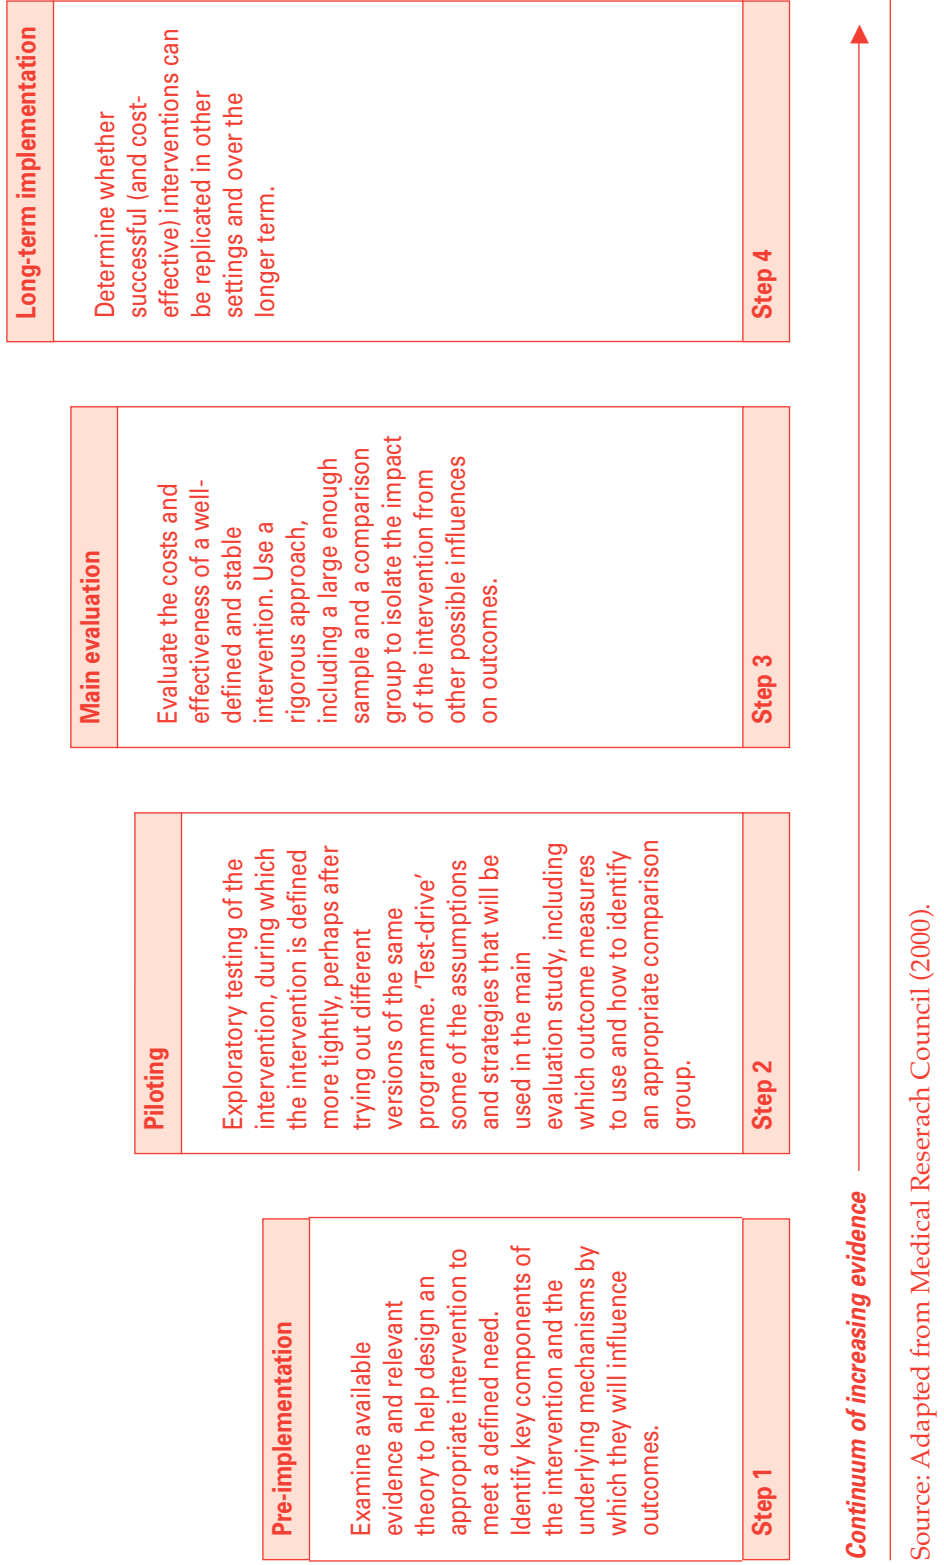 Pre-implementation
Examine available
evidence and relevant
theory to help design an
appropriate intervention to
meet a defined need.
Identify key components of
the intervention and the
underlying mechanisms by
which they will influence
outcomes.
Step 1
Piloting
Exploratory testing of the
intervention, during which
the intervention is defined
more tightly, perhaps after
trying out different
versions of the same
programme. ‘Test-drive’
some of the assumptions
and strategies that will be
used in the main
evaluation study, including
which outcome measures
to use and how to identify
an appropriate comparison
group.
Step 2
Main evaluation
Evaluate the costs and
effectiveness of a well-
defined and stable
intervention. Use a
rigorous approach,
including a large enough
sample and a comparison
group to isolate the impact
of the intervention from
other possible influences
on outcomes.
Step 3
Long-term implementation
Determine whether
successful (and cost-
effective) interventions can
be replicated in other
settings and over the
longer term.
Step 4
Continuum of increasing evidence
Source: Adapted from Medical Reserach Council (2000).